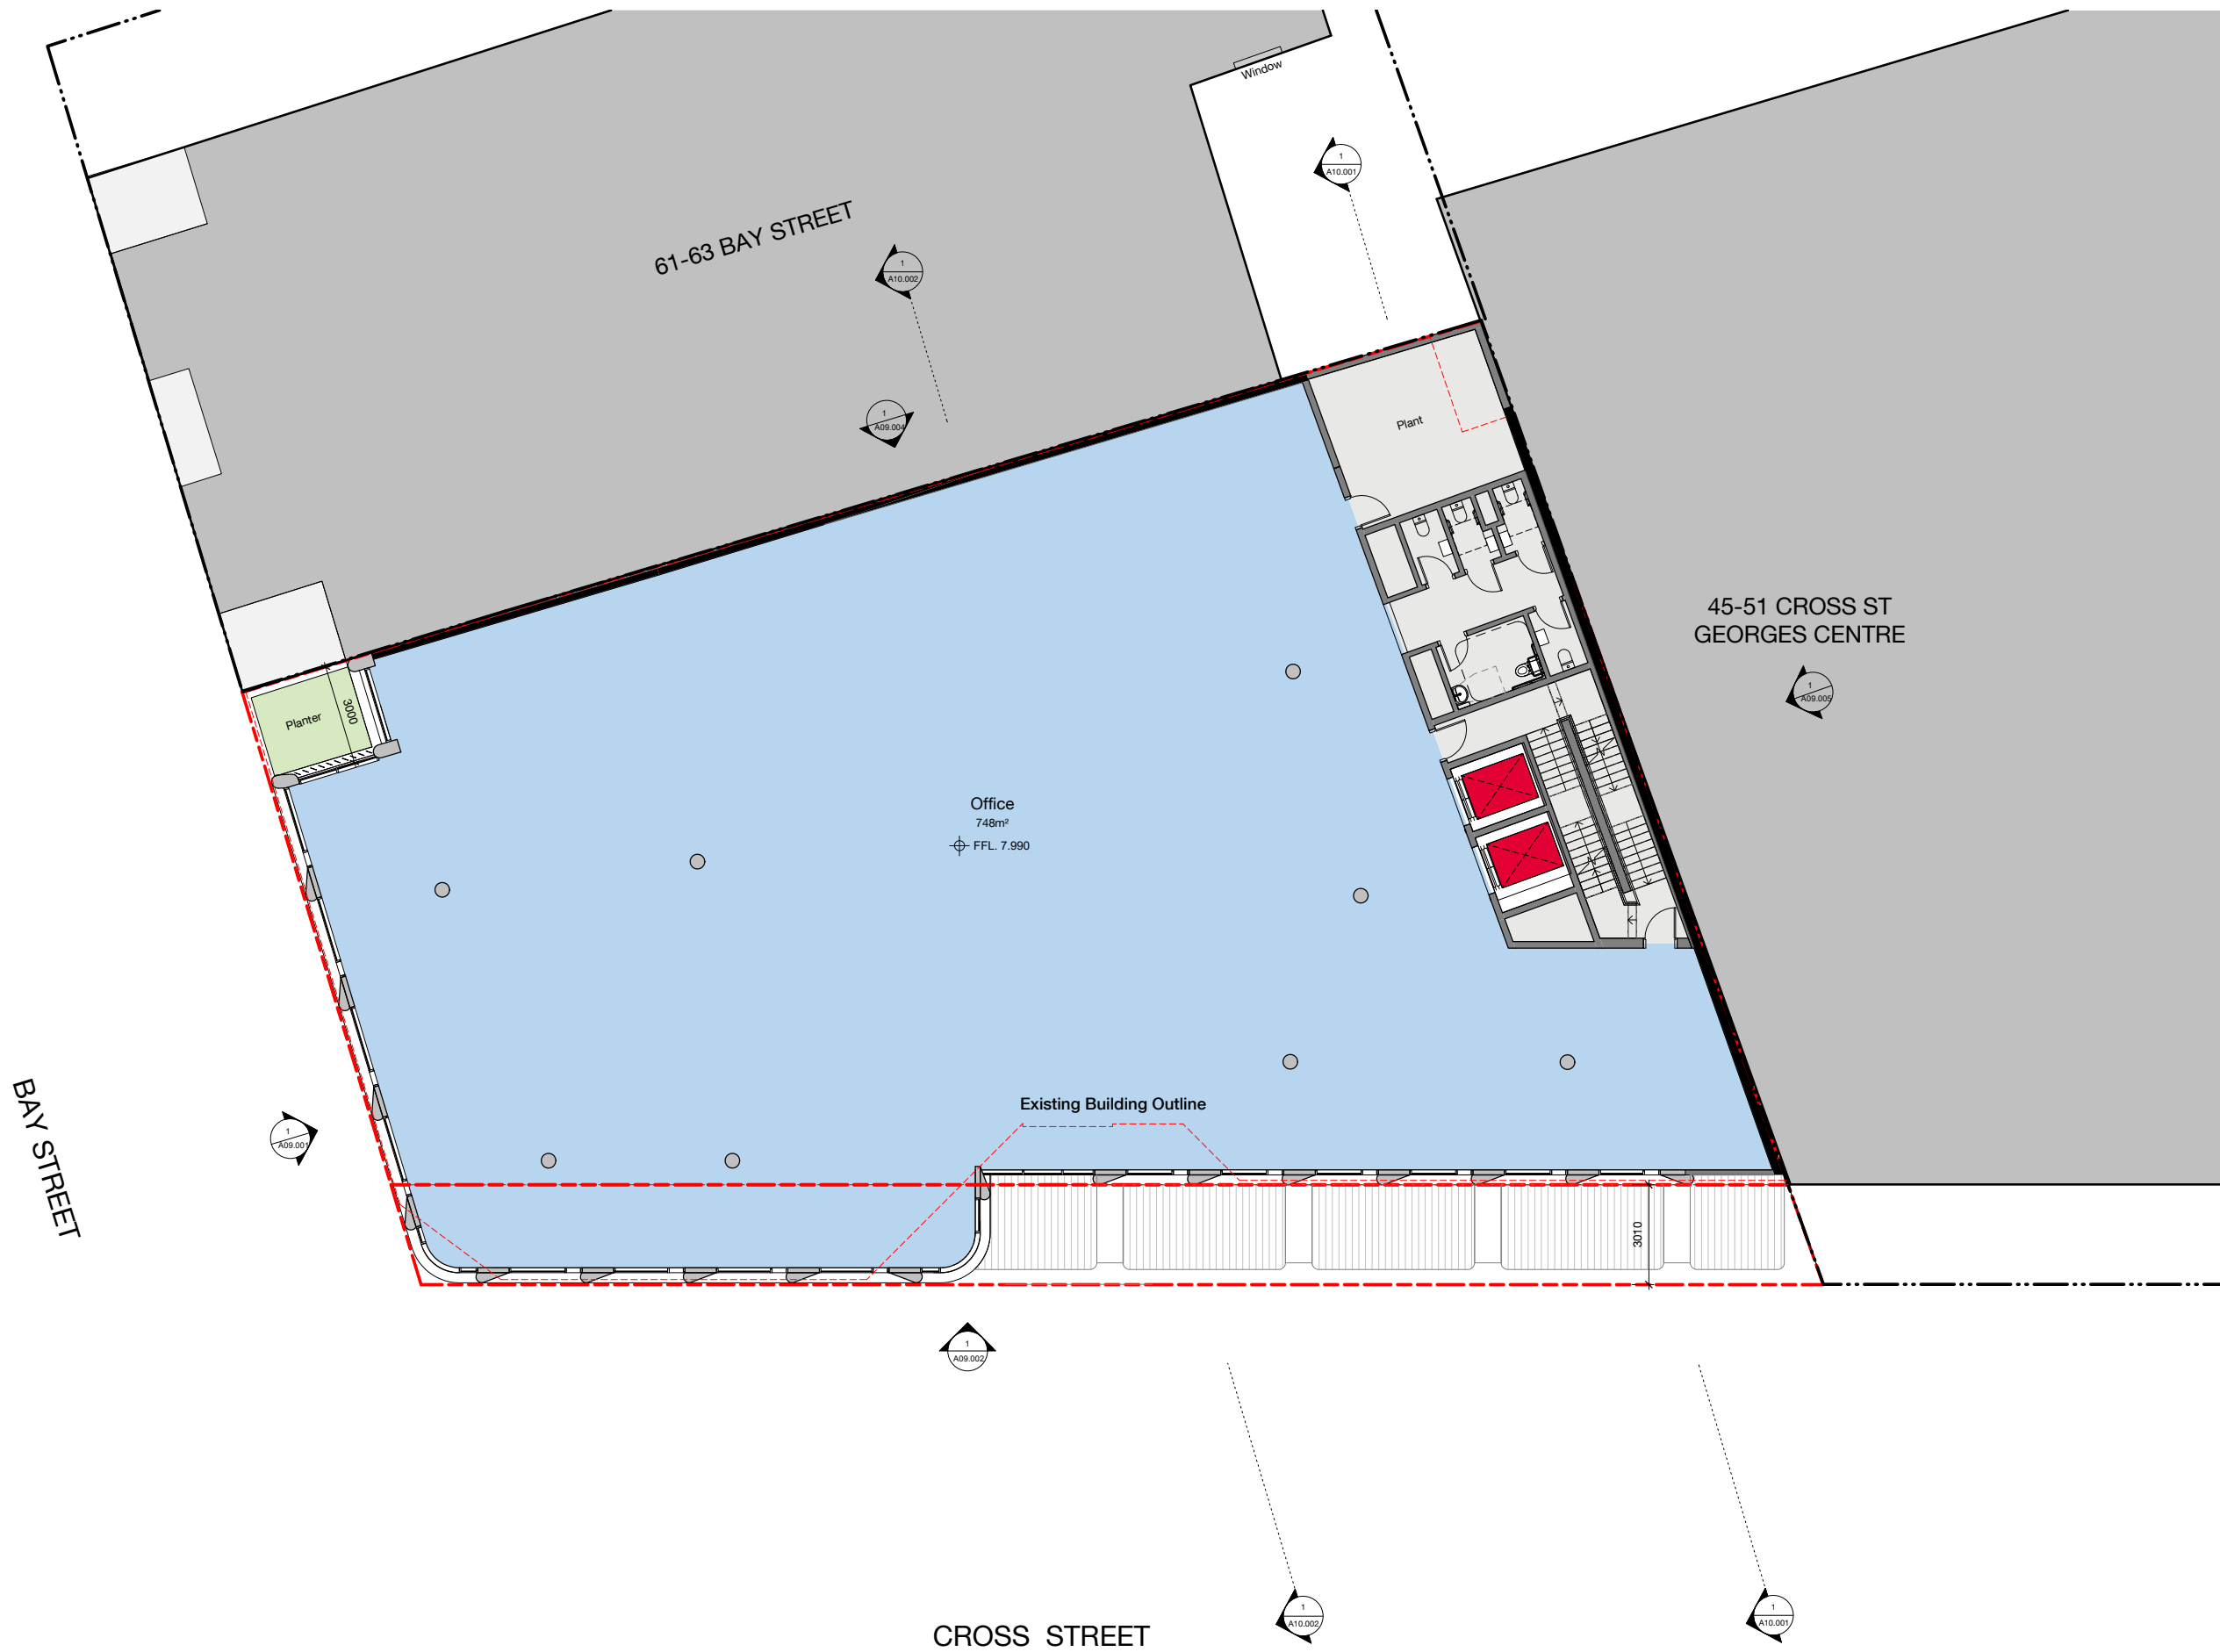 Window
1
A10.001
61-63 BAY STREET
1
A10.002
1
A09.004
Plant
45-51 CROSS ST
GEORGES CENTRE
1
A09.005
Planter
3000
Office
748m²
FFL. 7.990
BAY STREET
1
A09.001
Existing Building Outline
3010
1
A09.002
1
A10.002
1
A10.001
CROSS STREET